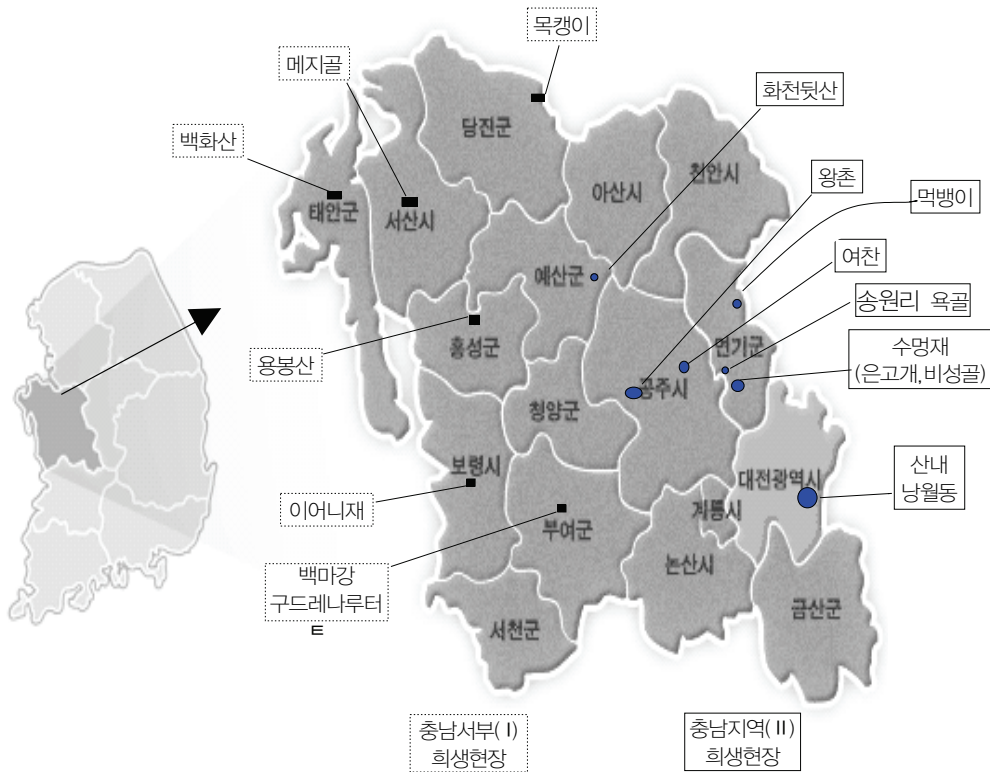 목캥이
메지골
화천뒷산
당진군
백화산
천안시
왕촌
아산시
먹뱅이
태안군
서산시
여찬
예산군
송원리 욕골
연기군
홍성군
수멍재
(은고개, 비성골)
용봉산
공주시
청양군
보령시
대전광역시
산내
낭월동
이어니재
계룡시
부여군
논산시
백마강
구드레나루터
ㅌ
금산군
서천군
충남서부(Ⅰ)
희생현장
충남지역(Ⅱ)
희생현장